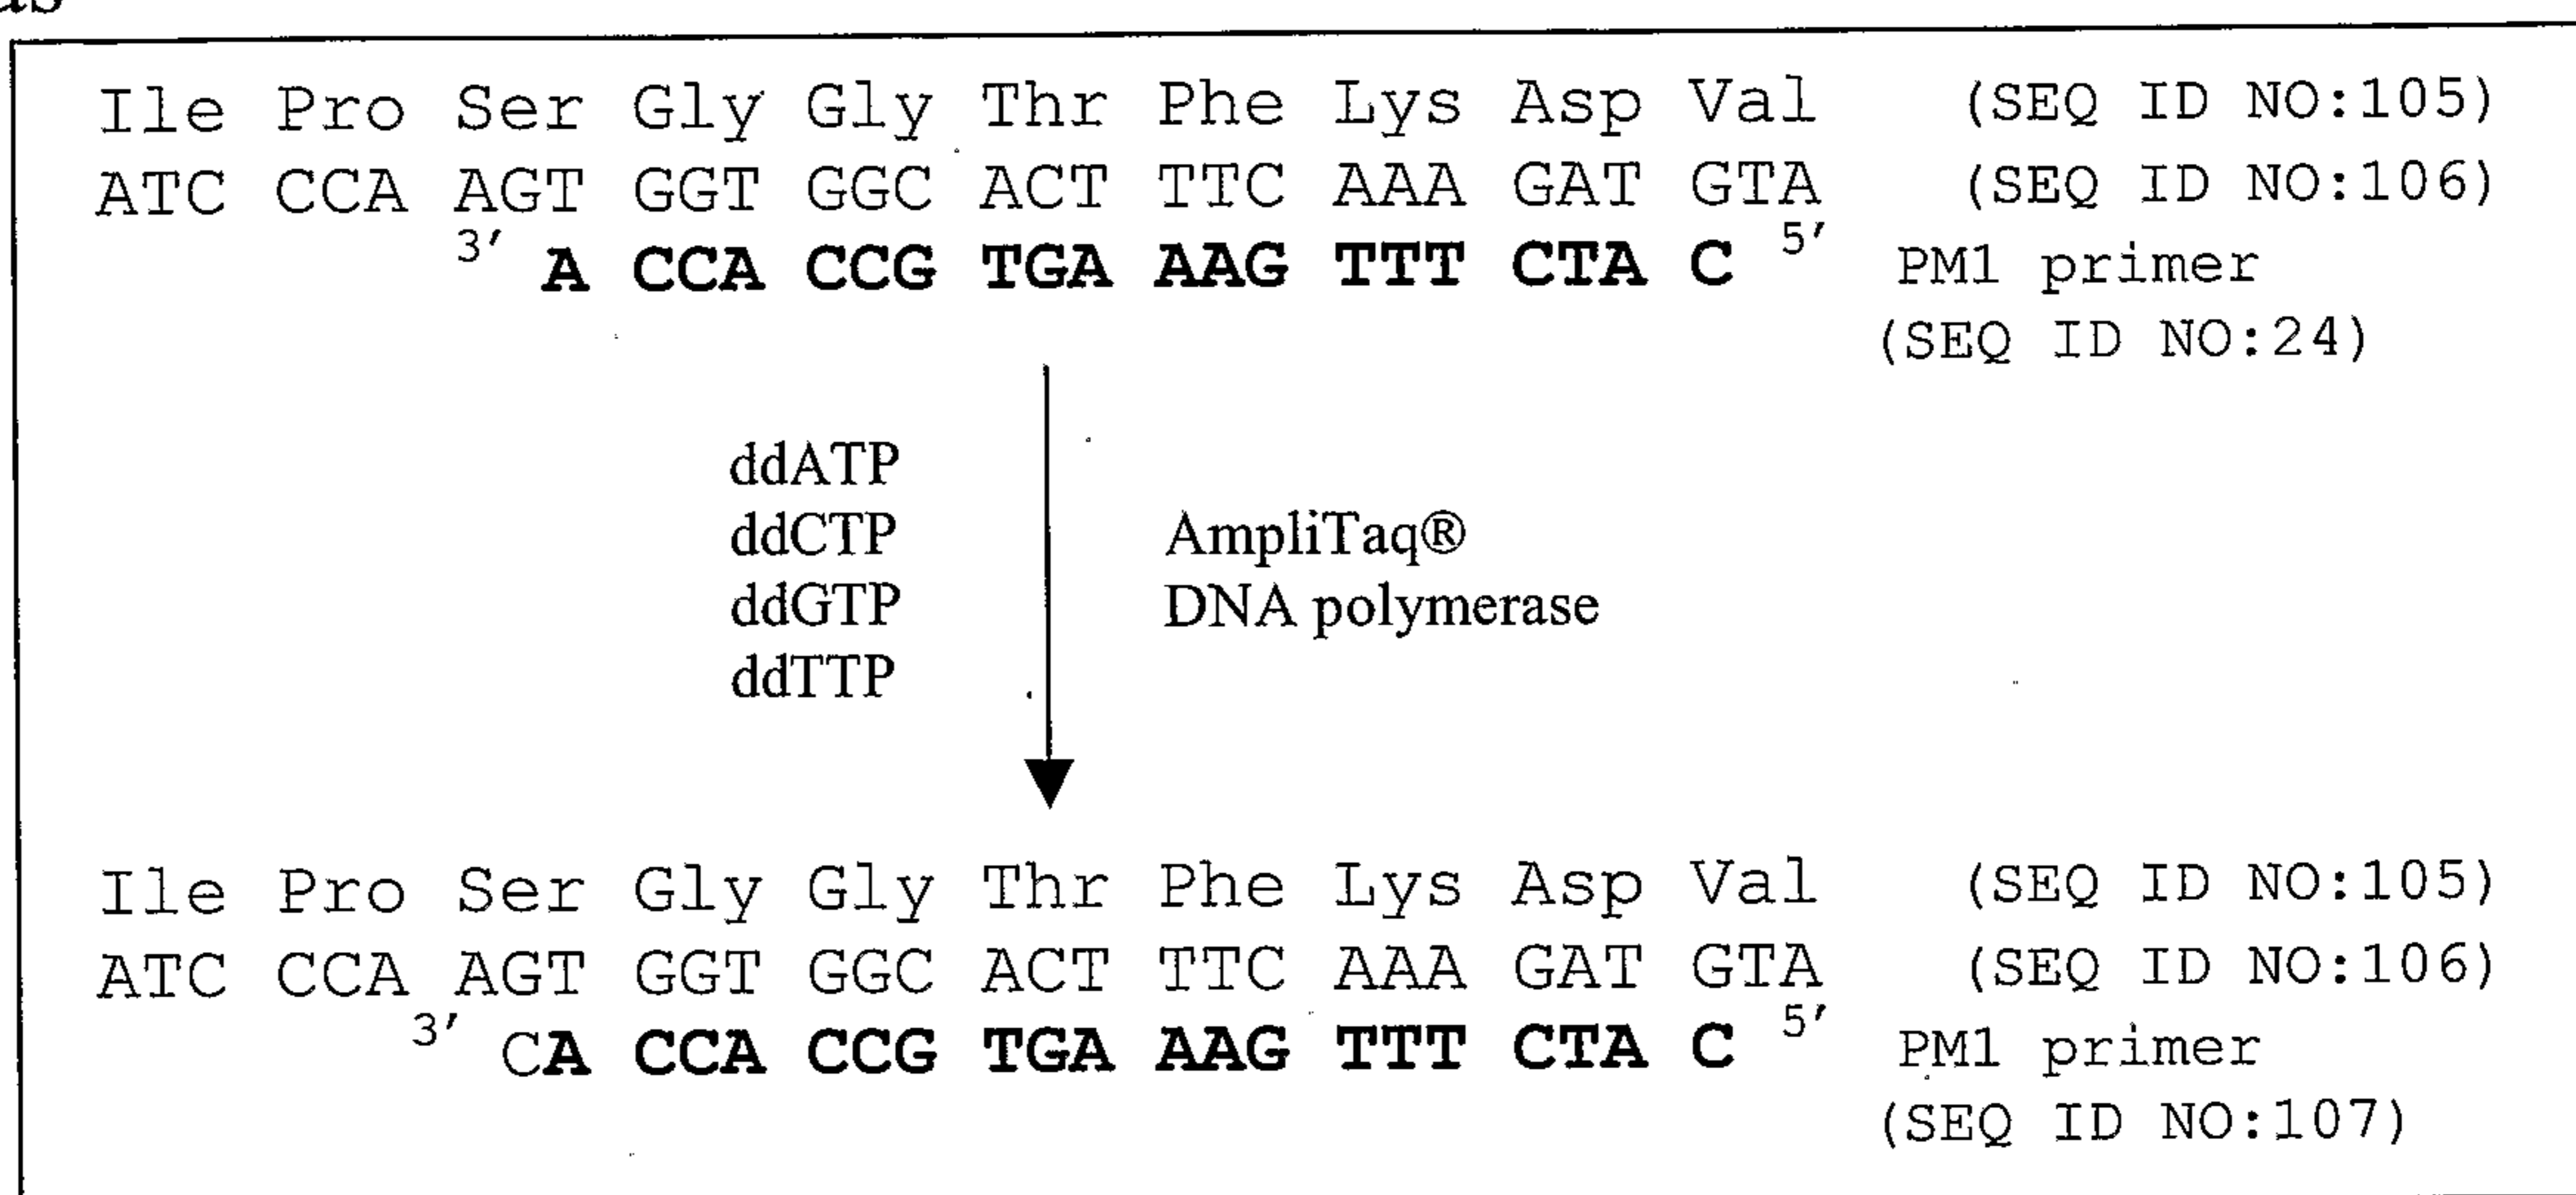 Ile Pro Ser Gly Gly Thr Phe Lys Asp Val (SEQ ID NO:105)
ATC CCA AGT GGT GGC ACT TTC AAA GAT GTA (SEQ ID NO:106)
3' A CCA CCG TGA AAG TTT CTA C 5' PM1 primer
(SEQ ID NO:24)
ddATP
ddCTP AmpliTaq®
ddGTP DNA polymerase
ddTTP
Ile Pro Ser Gly Gly Thr Phe Lys Asp Val (SEQ ID NO:105)
ATC CCA AGT GGT GGC ACT TTC AAA GAT GTA (SEQ ID NO:106)
3' CA CCA CCG TGA AAG TTT CTA C 5' PM1 primer
(SEQ ID NO:107)